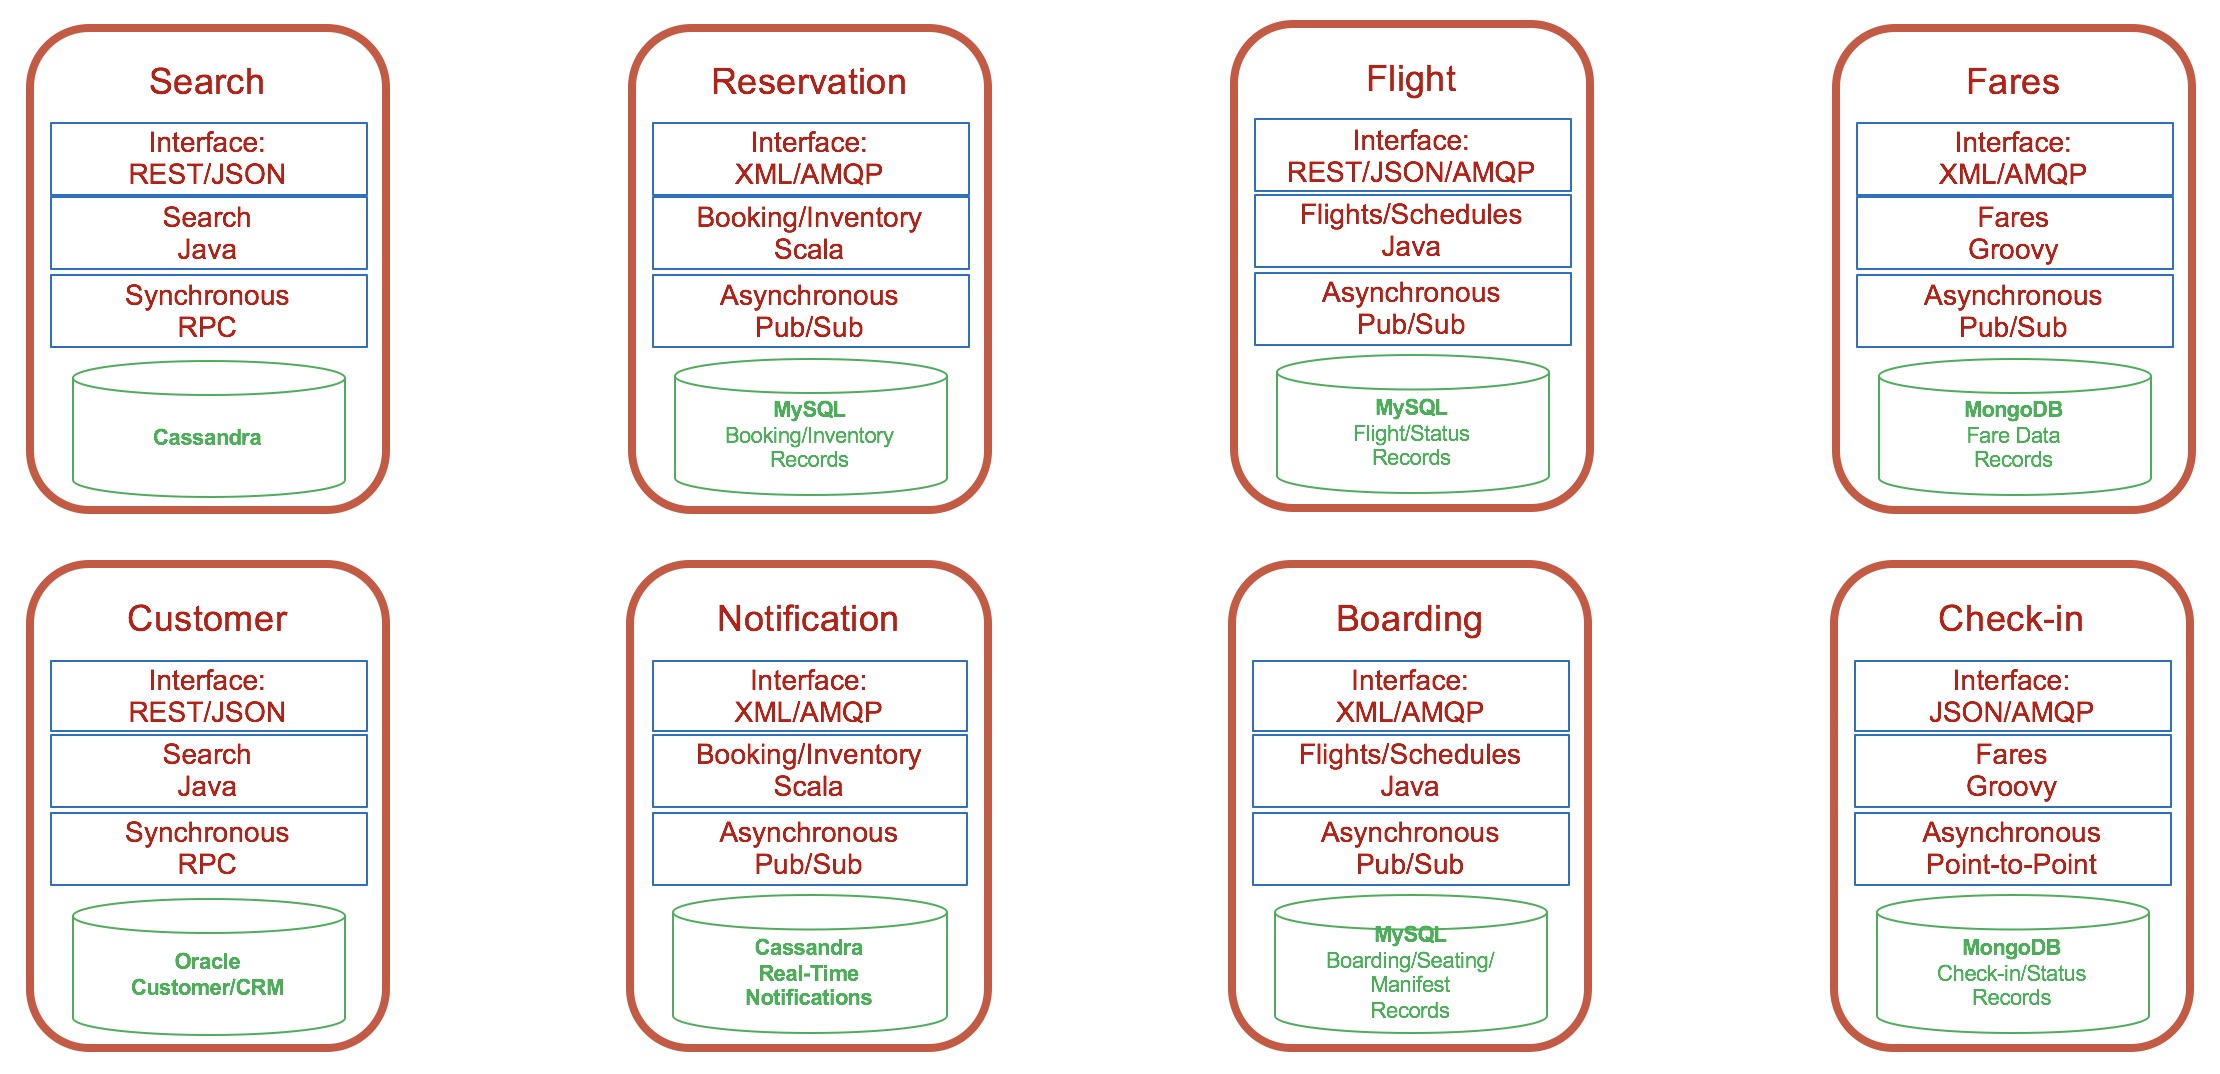 Search
Interface:
REST/JSON
Search
Java
Synchronous
RPC
Cassandra
Reservation
Interface:
XML/AMQP
Booking/Inventory
Scala
Asynchronous
Pub/Sub
MySQL
Booking/Inventory
Records
Flight
Interface:
REST/JSON/AMQP
Flights/Schedules
Java
Asynchronous
Pub/Sub
MySQL
Flight/Status
Records
Fares
Interface:
XML/AMQP
Fares
Groovy
Asynchronous
Pub/Sub
MongoDB
Fare Data
Records
Customer
Interface:
REST/JSON
Search
Java
Synchronous
RPC
Oracle
Customer/CRM
Notification
Interface:
XML/AMQP
Booking/Inventory
Scala
Asynchronous
Pub/Sub
Cassandra
Real-Time
Notifications
Boarding
Interface:
XML/AMQP
Flights/Schedules
Java
Asynchronous
Pub/Sub
MySQL
Boarding/Seating/
Manifest
Records
Check-in
Interface:
JSON/AMQP
Fares
Groovy
Asynchronous
Point-to-Point
MongoDB
Check-in/Status
Records